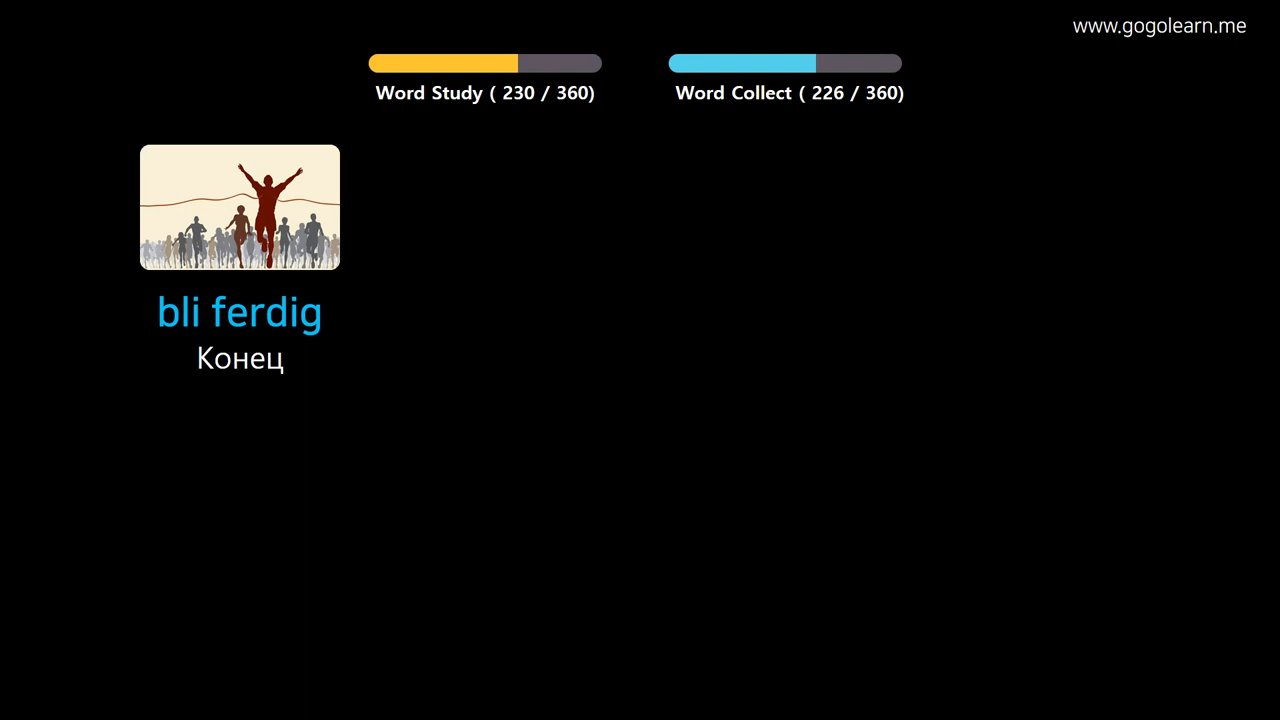 www.gogolearn.me
Word Study ( 230 / 360)
Word Collect ( 226 / 360)
bli ferdig
Конец